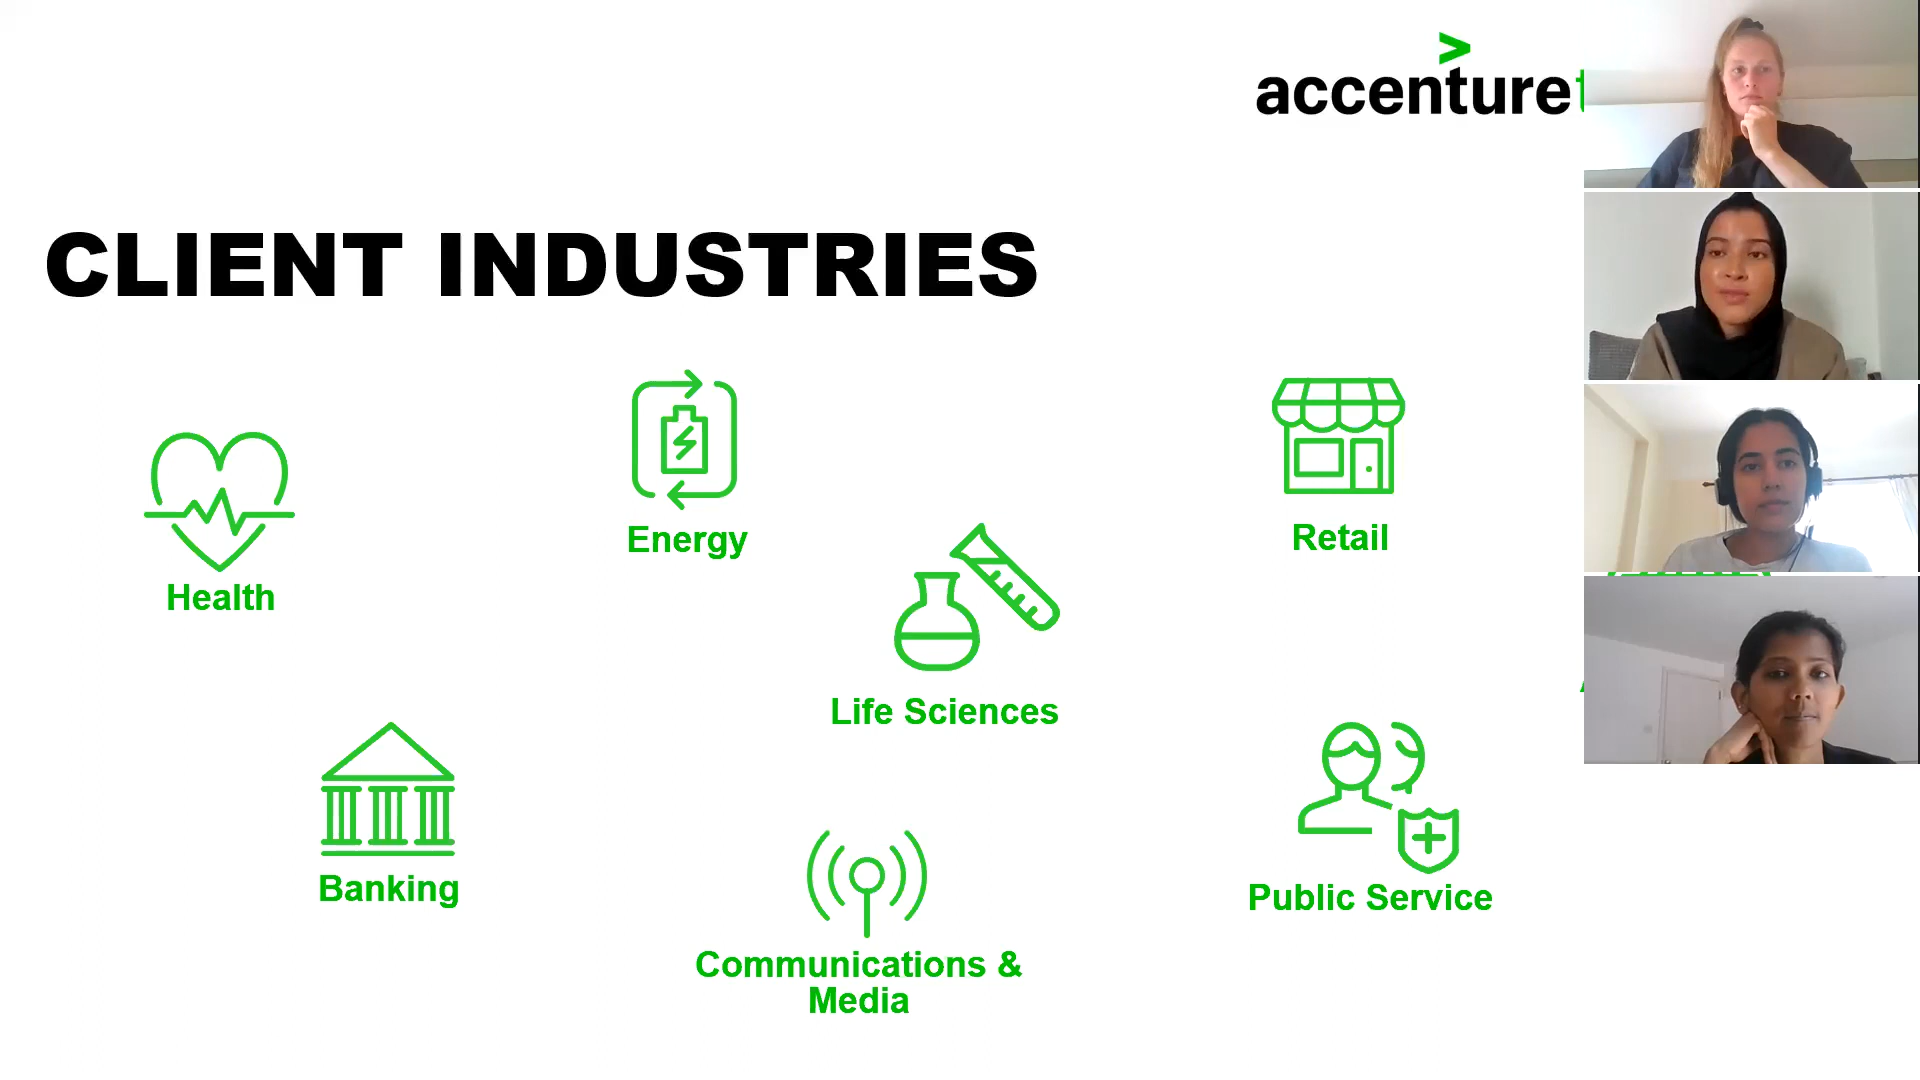 >
accenture
CLIENT INDUSTRIES
Health
Energy
Life Sciences
Retail
Banking
Communications &
Media
Public Service